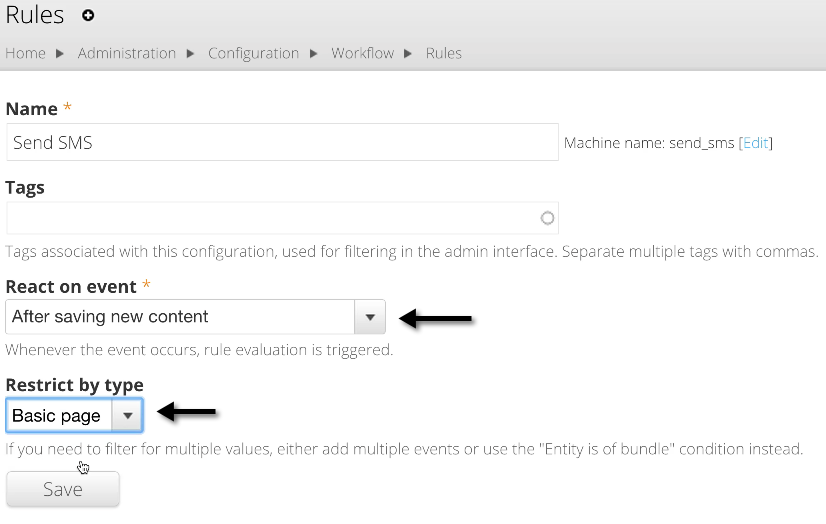 Rules
Home Administration Configuration Workflow Rules
Name *
Send SMS Machine name: send_sms [Edit]
Tags
Tags associated with this configuration, used for filtering in the admin interface. Separate multiple tags with commas.
React on event *
After saving new content
Whenever the event occurs, rule evaluation is triggered.
Restrict by type
Basic page
If you need to filter for multiple values, either add multiple events or use the "Entity is of bundle" condition instead.
Save